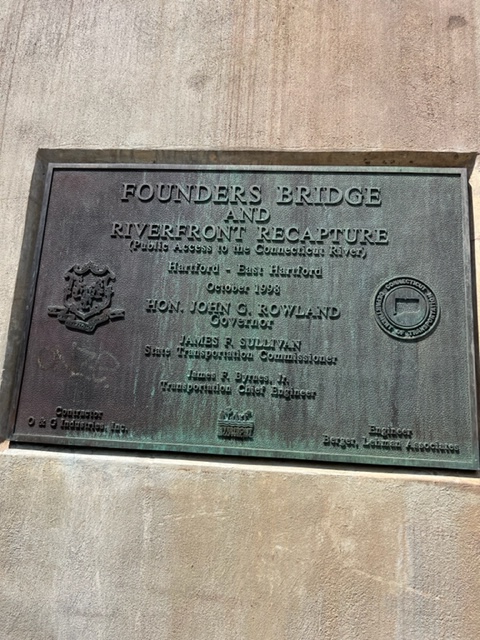 FOUNDERS BRIDGE
AND
RIVERFRONT RECAPTURE
(Public Access to the Connecticut River)
Hartford - East Hartford
October 1998
HON. JOHN G. ROWLAND
Governor
JAMES F. SULLIVAN
State Transportation Commissioner
James F. Byrnes, Jr.
Transportation Chief Engineer
Contractor
O & G Industries, Inc.
Engineer
Berger, Lehman Associates